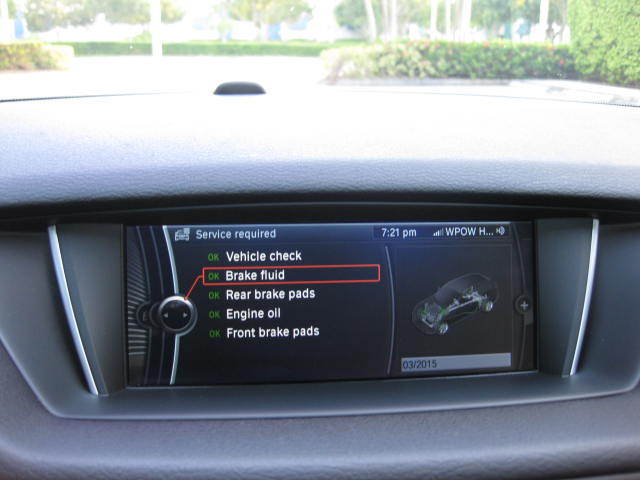 Service required
7:21 pm
WPOW H...
OK Vehicle check
OK Brake fluid
OK Rear brake pads
OK Engine oil
OK Front brake pads
03/2015